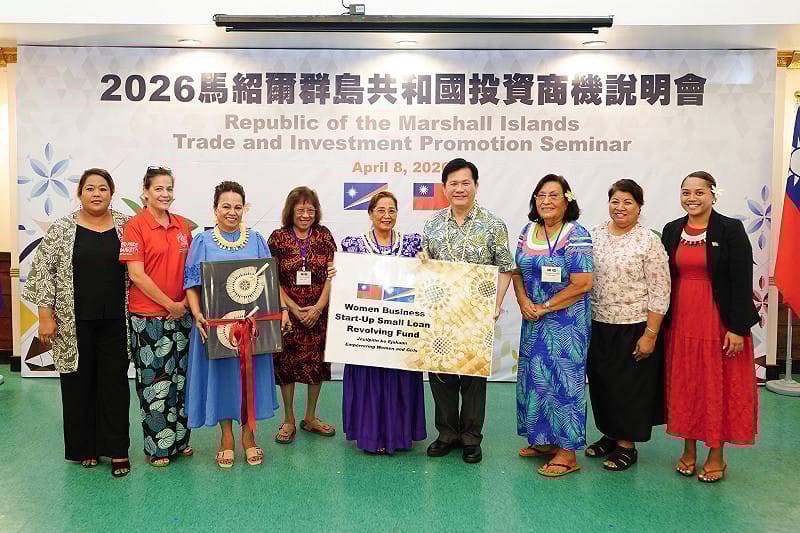 2026馬紹爾群島共和國投資商機說明會
Republic of the Marshall Islands
Trade and Investment Promotion Seminar
April 8, 2026
Women Business
Start-Up Small Loan
Revolving Fund
Empowering Women and Girls